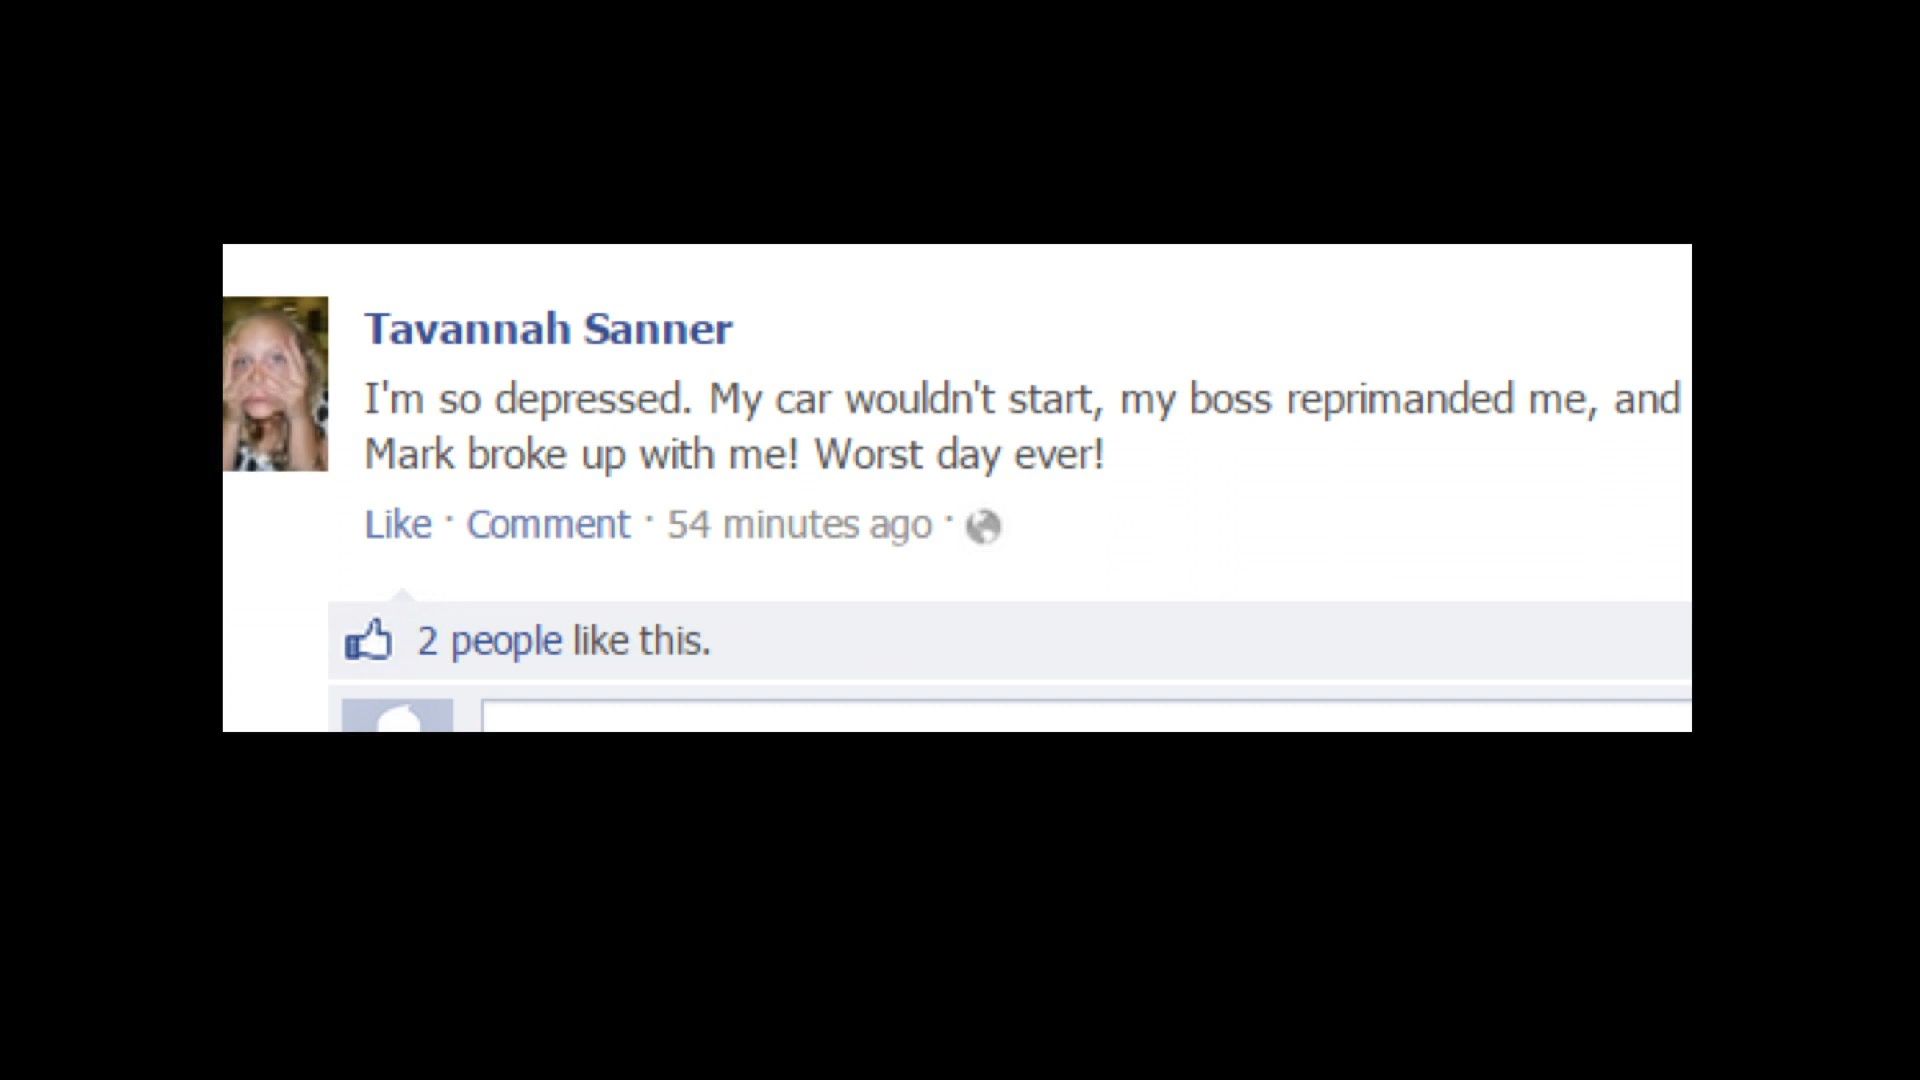 Tavannah Sanner
I'm so depressed. My car wouldn't start, my boss reprimanded me, and
Mark broke up with me! Worst day ever!
Like · Comment · 54 minutes ago ·
2 people like this.